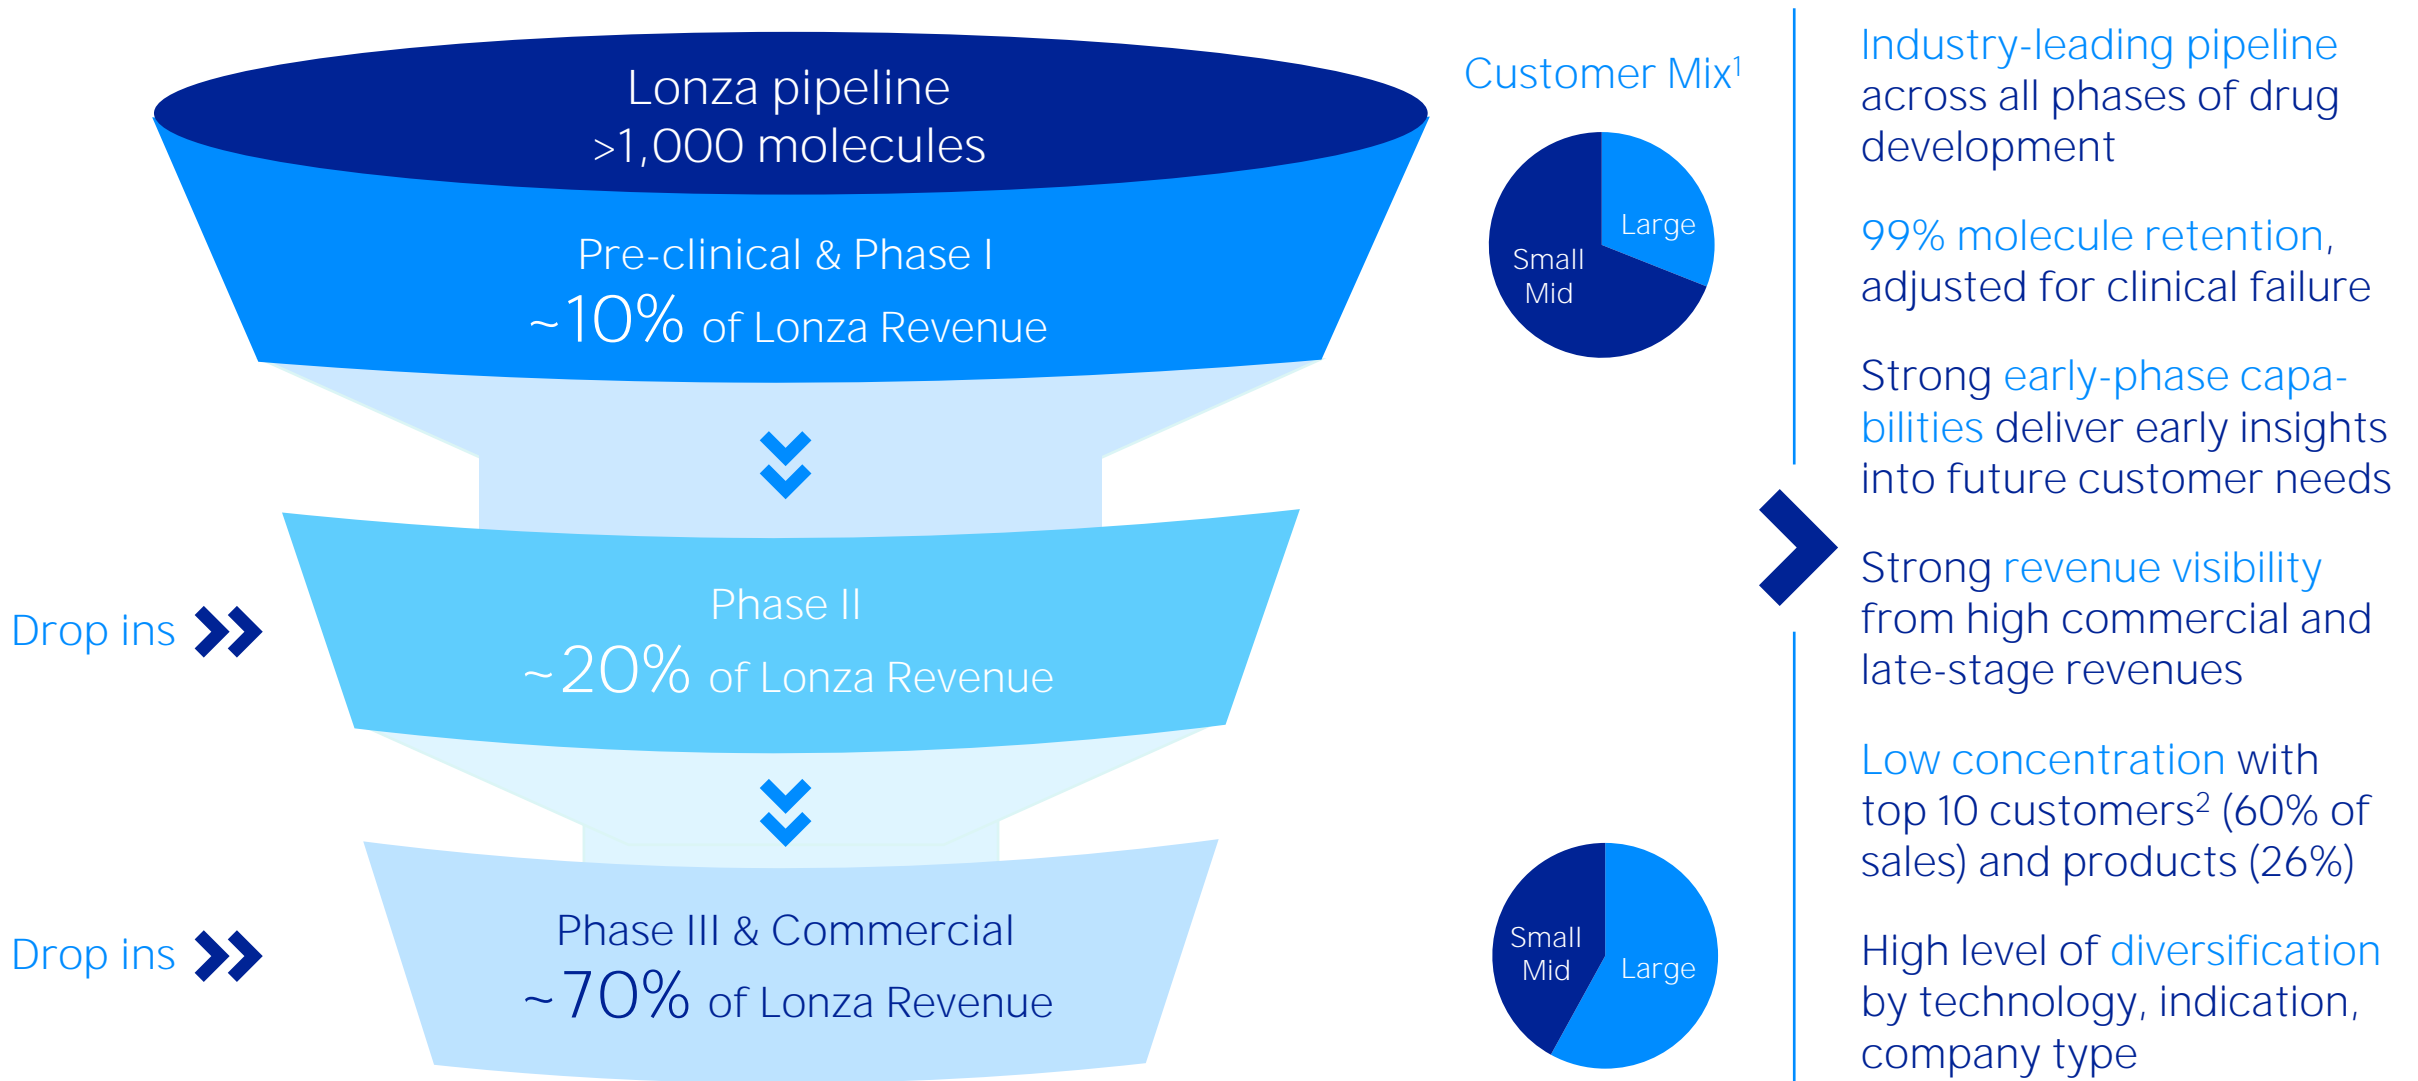 Lonza pipeline
>1,000 molecules
Pre-clinical & Phase I
~10% of Lonza Revenue
Drop ins
Phase II
~20% of Lonza Revenue
Drop ins
Phase III & Commercial
~70% of Lonza Revenue
Customer Mix¹
Large
Small
Mid
Small
Mid
Large
Industry-leading pipeline
across all phases of drug
development
99% molecule retention,
adjusted for clinical failure
Strong early-phase capa-
bilities deliver early insights
into future customer needs
Strong revenue visibility
from high commercial and
late-stage revenues
Low concentration with
top 10 customers² (60% of
sales) and products (26%)
High level of diversification
by technology, indication,
company type